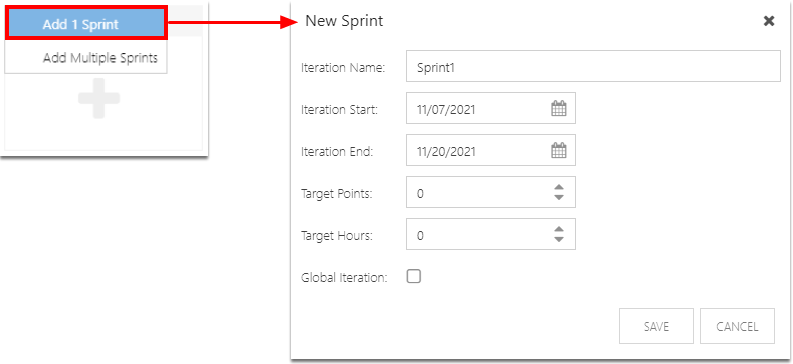 Add 1 Sprint
Add Multiple Sprints
New Sprint
Iteration Name: Sprint1
Iteration Start: 11/07/2021
Iteration End: 11/20/2021
Target Points: 0
Target Hours: 0
Global Iteration:
SAVE CANCEL